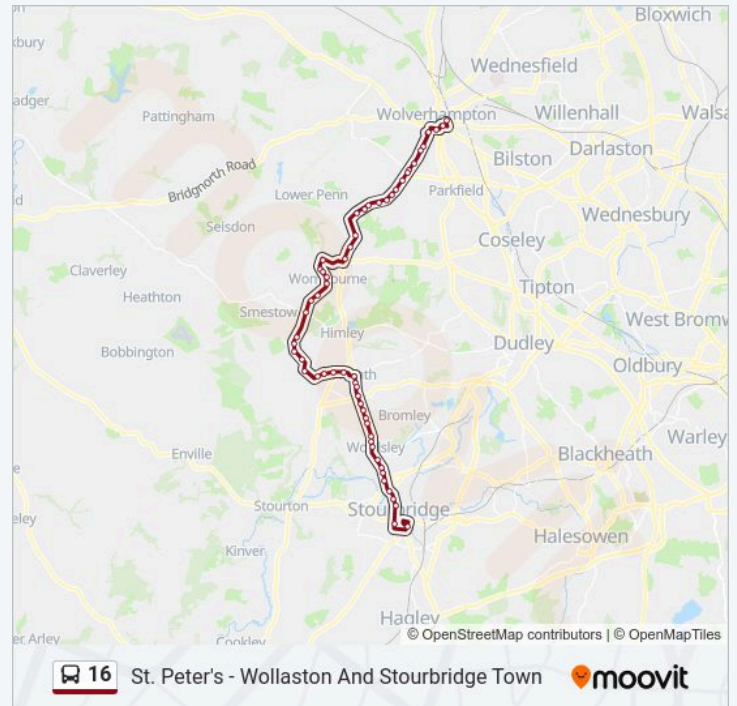 Bloxwich
Wednesfield
Pattingham
Wolverhampton
Willenhall
Bilston
Darlaston
Bridgnorth Road
Lower Penn
Parkfield
Wednesbury
Seisdon
Coseley
Claverley
Tipton
Heathton
Smestow
West Brom
Himley
Dudley
Bobbington
Oldbury
Bromley
Warley
Enville
Blackheath
Stourton
Stourbridge
Halesowen
Kinver
Hagley
Cookley
© OpenStreetMap contributors | © OpenMapTiles
16 St. Peter's - Wollaston And Stourbridge Town moovit